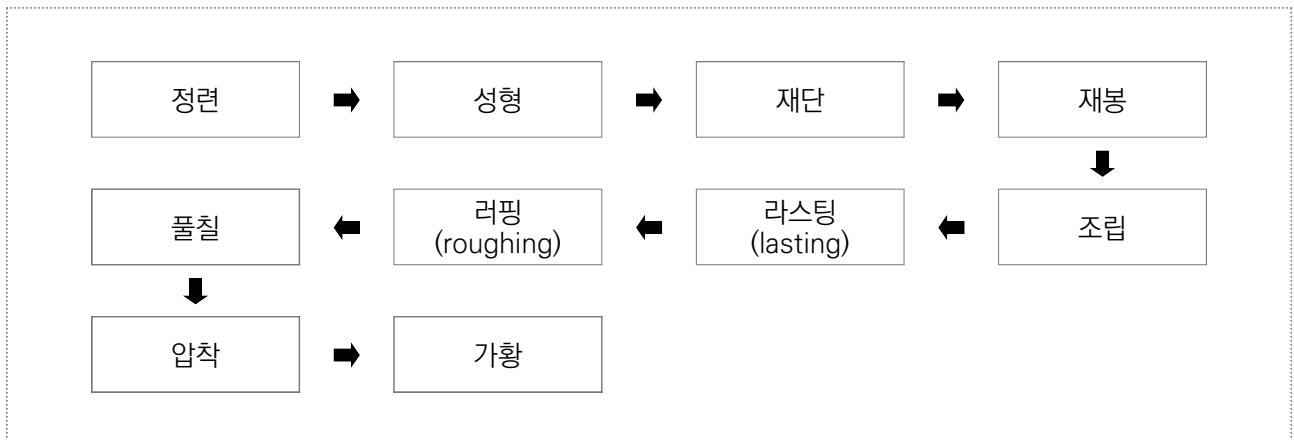 정련
성형
재단
재봉
조립
라스팅
(lasting)
러핑
(roughing)
풀칠
압착
가황